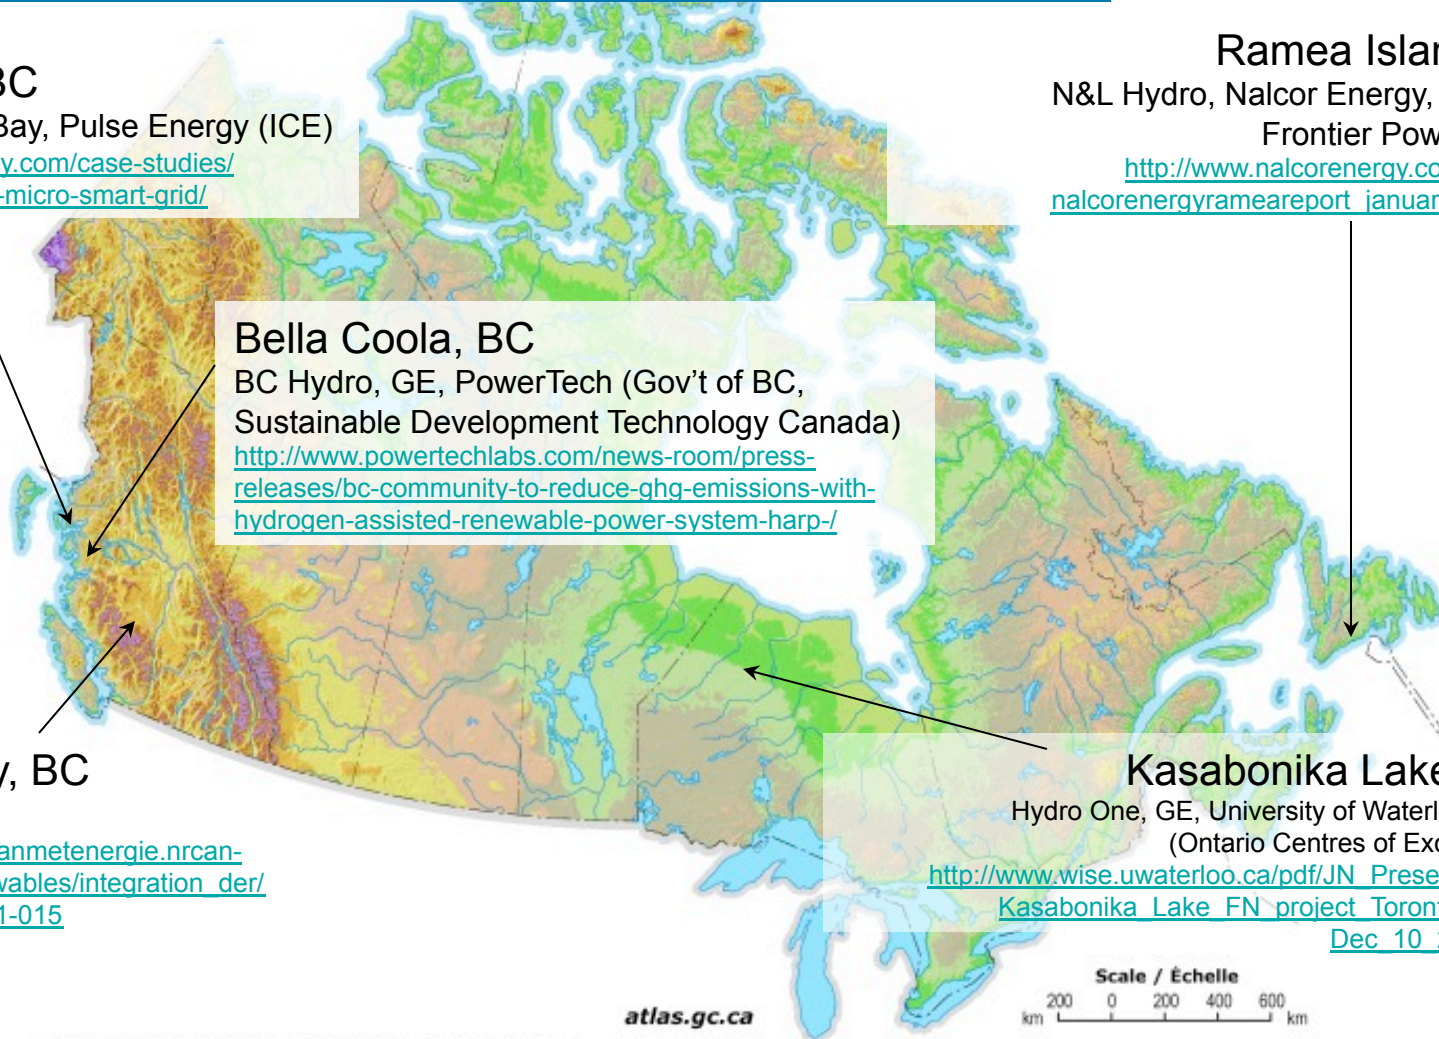 BC
Bay, Pulse Energy (ICE)
y.com/case-studies/
-micro-smart-grid/
Ramea Islan
N&L Hydro, Nalcor Energy,
Frontier Pow
http://www.nalcorenergy.co
nalcorenergyrameareport_januar
Bella Coola, BC
BC Hydro, GE, PowerTech (Gov’t of BC,
Sustainable Development Technology Canada)
http://www.powertechlabs.com/news-room/press-
releases/bc-community-to-reduce-ghg-emissions-with-
hydrogen-assisted-renewable-power-system-harp-/
y, BC
anmetenergie.nrcan-
wables/integration_der/
1-015
Kasabonika Lake
Hydro One, GE, University of Waterl
(Ontario Centres of Exc
http://www.wise.uwaterloo.ca/pdf/JN_Prese
Kasabonika_Lake_FN_project_Toront
Dec_10_2
Scale / Échelle
200 0 200 400 600
km km
atlas.gc.ca